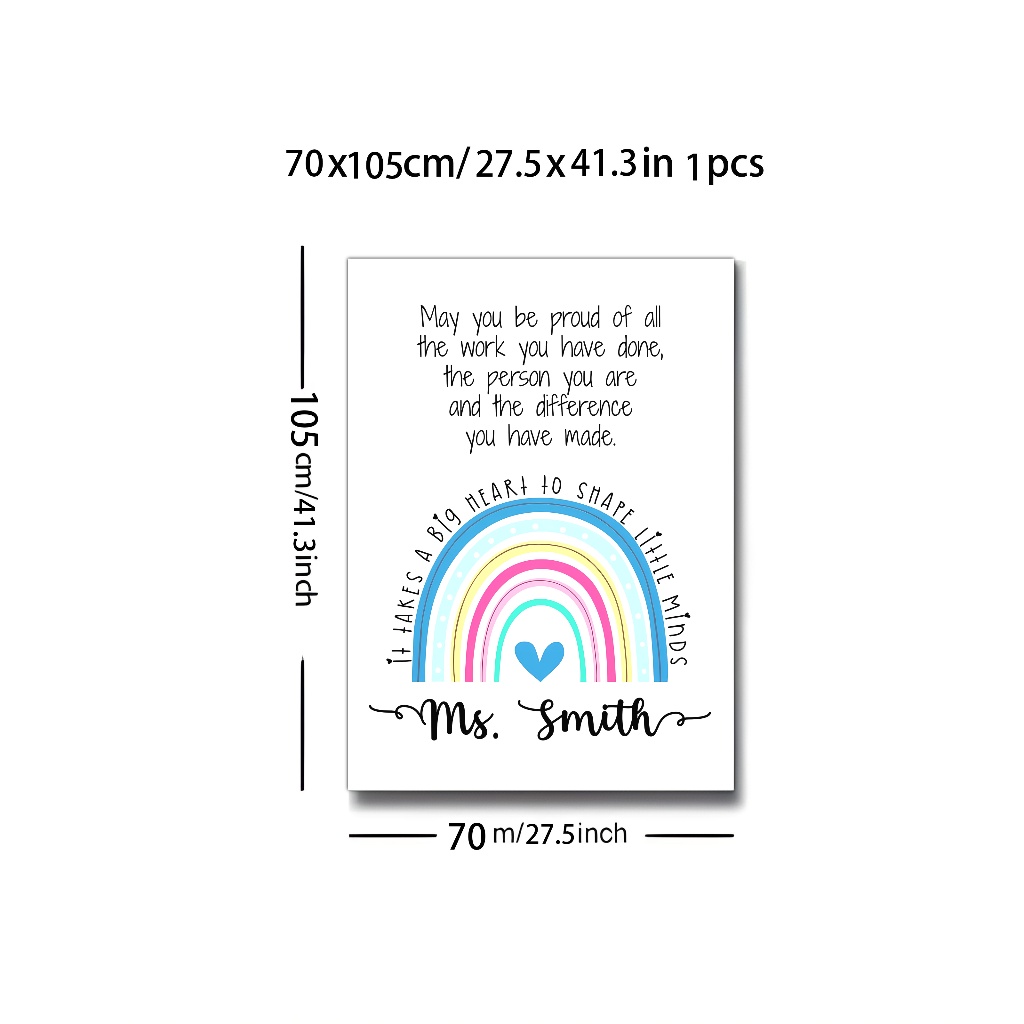 70x105cm/27.5x41.3in 1pcs
105cm/41.3inch
May you be proud of all
the work you have done,
the person you are
and the difference
you have made.
it takes A Big HEARt tO SHAPE LittLE MiNDS
Ms. Smith
70 m/27.5inch